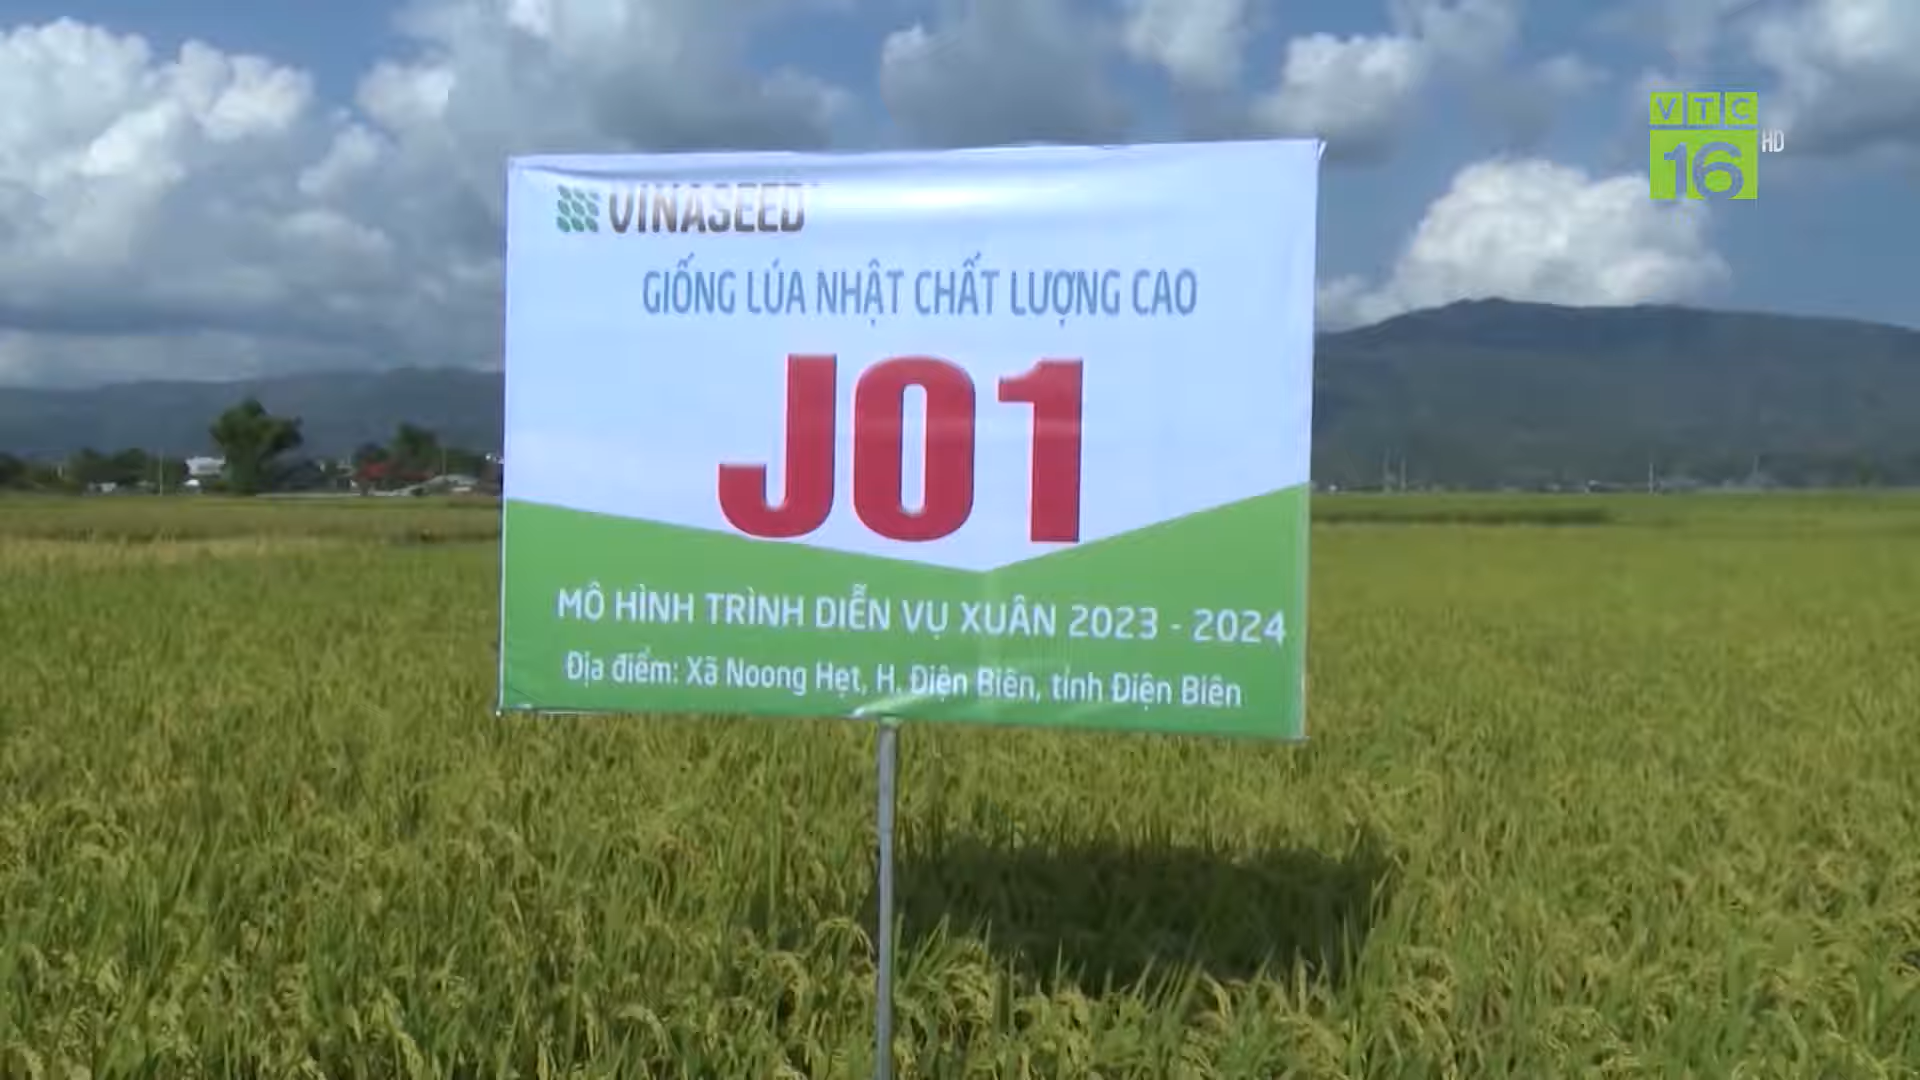 VTC
16 HD
VINASEED
GIỐNG LÚA NHẬT CHẤT LƯỢNG CAO
J01
MÔ HÌNH TRÌNH DIỄN VỤ XUÂN 2023 - 2024
Địa điểm: Xã Noong Hẹt, H. Điện Biên, tỉnh Điện Biên